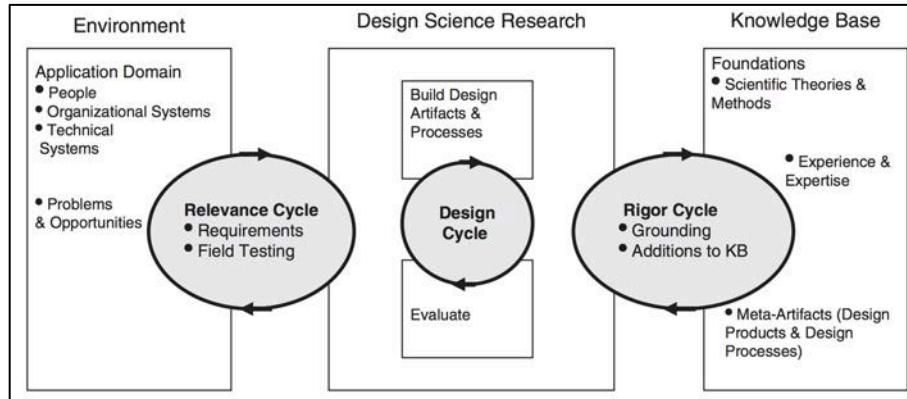 Environment
Design Science Research
Knowledge Base
Application Domain
● People
● Organizational Systems
● Technical
Systems
● Problems
& Opportunities
Relevance Cycle
● Requirements
● Field Testing
Build Design
Artifacts &
Processes
Design
Cycle
Evaluate
Rigor Cycle
● Grounding
● Additions to KB
Foundations
● Scientific Theories &
Methods
● Experience &
Expertise
● Meta-Artifacts (Design
Products & Design
Processes)